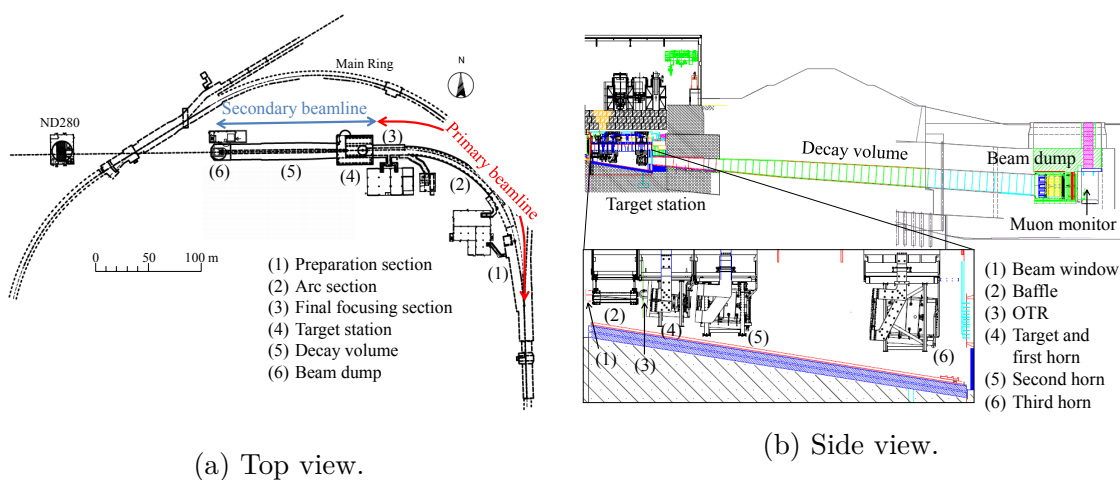 Main Ring
N
ND280
Secondary beamline
Primary beamline
(3)
(6)
(5)
(4)
(2)
(1)
0 50 100 m
(1) Preparation section
(2) Arc section
(3) Final focusing section
(4) Target station
(5) Decay volume
(6) Beam dump
(a) Top view.
Decay volume
Beam dump
Target station
Muon monitor
(2)
(4)
(5)
(6)
(1)
(3)
(1) Beam window
(2) Baffle
(3) OTR
(4) Target and
first horn
(5) Second horn
(6) Third horn
(b) Side view.